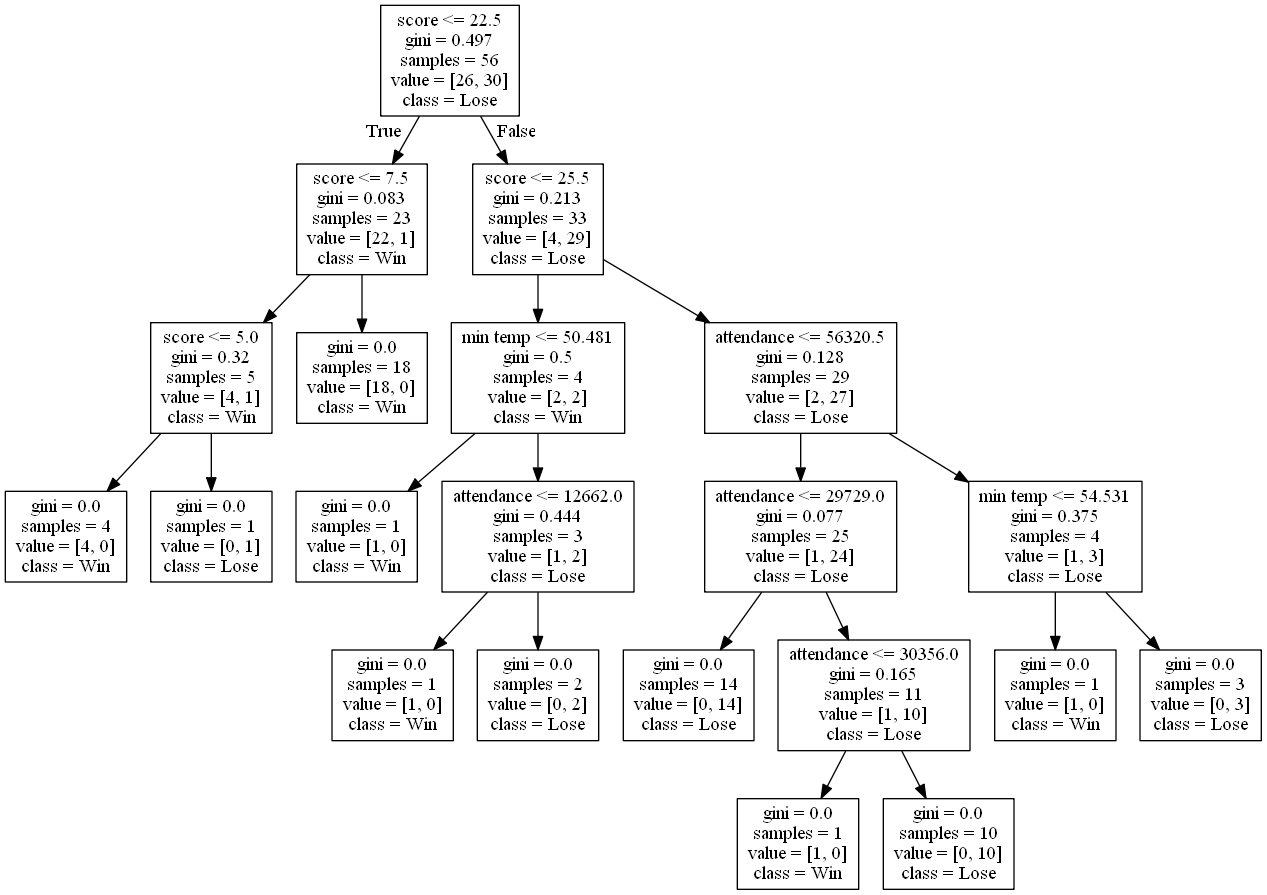 score <= 22.5
gini = 0.497
samples = 56
value = [26, 30]
class = Lose
True
False
score <= 7.5
gini = 0.083
samples = 23
value = [22, 1]
class = Win
score <= 25.5
gini = 0.213
samples = 33
value = [4, 29]
class = Lose
score <= 5.0
gini = 0.32
samples = 5
value = [4, 1]
class = Win
gini = 0.0
samples = 18
value = [18, 0]
class = Win
min temp <= 50.481
gini = 0.5
samples = 4
value = [2, 2]
class = Win
attendance <= 56320.5
gini = 0.128
samples = 29
value = [2, 27]
class = Lose
gini = 0.0
samples = 4
value = [4, 0]
class = Win
gini = 0.0
samples = 1
value = [0, 1]
class = Lose
gini = 0.0
samples = 1
value = [1, 0]
class = Win
attendance <= 12662.0
gini = 0.444
samples = 3
value = [1, 2]
class = Lose
attendance <= 29729.0
gini = 0.077
samples = 25
value = [1, 24]
class = Lose
min temp <= 54.531
gini = 0.375
samples = 4
value = [1, 3]
class = Lose
gini = 0.0
samples = 1
value = [1, 0]
class = Win
gini = 0.0
samples = 2
value = [0, 2]
class = Lose
gini = 0.0
samples = 14
value = [0, 14]
class = Lose
attendance <= 30356.0
gini = 0.165
samples = 11
value = [1, 10]
class = Lose
gini = 0.0
samples = 1
value = [1, 0]
class = Win
gini = 0.0
samples = 3
value = [0, 3]
class = Lose
gini = 0.0
samples = 1
value = [1, 0]
class = Win
gini = 0.0
samples = 10
value = [0, 10]
class = Lose